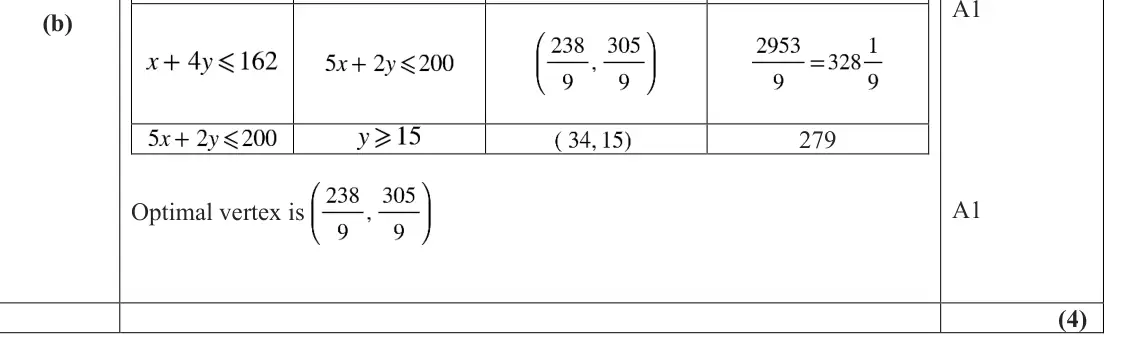 A1
(b)
x + 4y ⩽ 162 5x + 2y ⩽ 200 (238/9, 305/9) 2953/9 = 328 1/9
5x + 2y ⩽ 200 y ⩾ 15 ( 34, 15) 279
Optimal vertex is (238/9, 305/9) A1
(4)